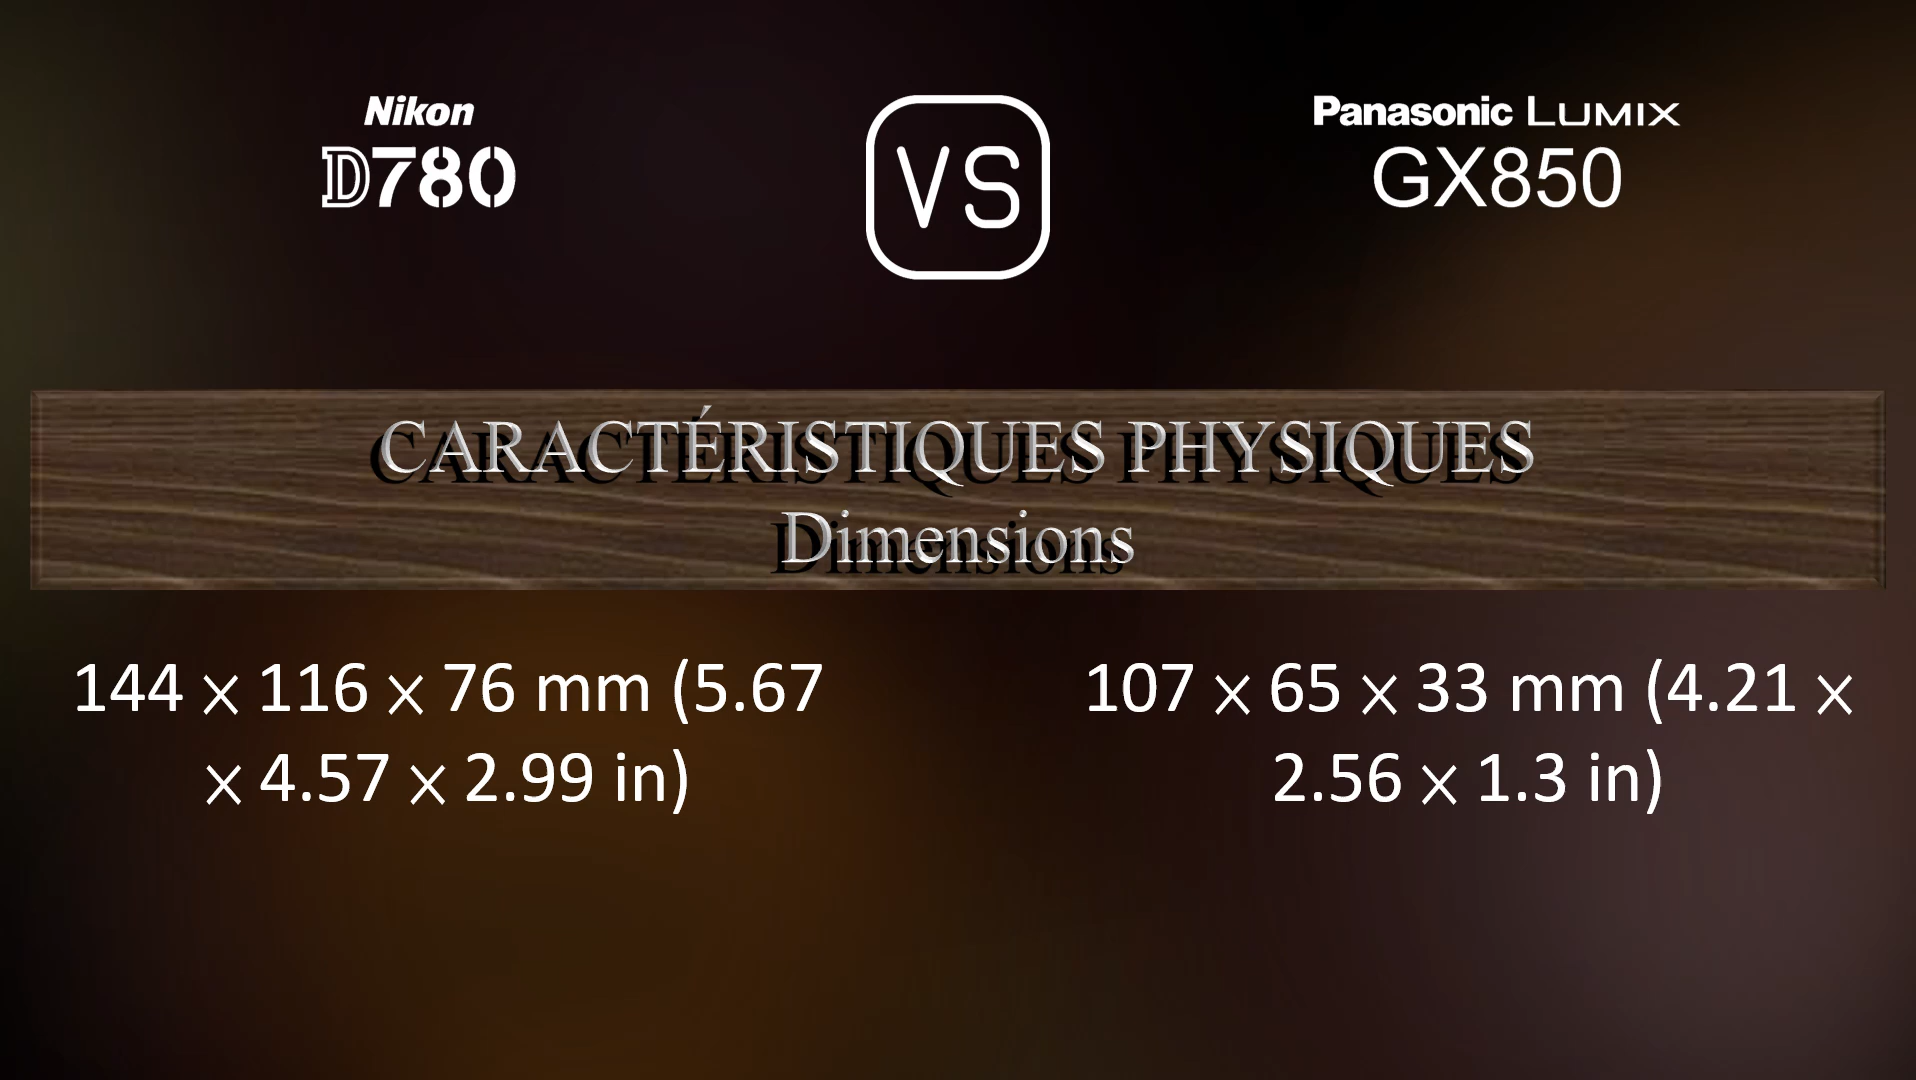 Nikon
D780
VS
Panasonic LUMIX
GX850
CARACTÉRISTIQUES PHYSIQUES
Dimensions
144 x 116 x 76 mm (5.67
x 4.57 x 2.99 in)
107 x 65 x 33 mm (4.21 x
2.56 x 1.3 in)